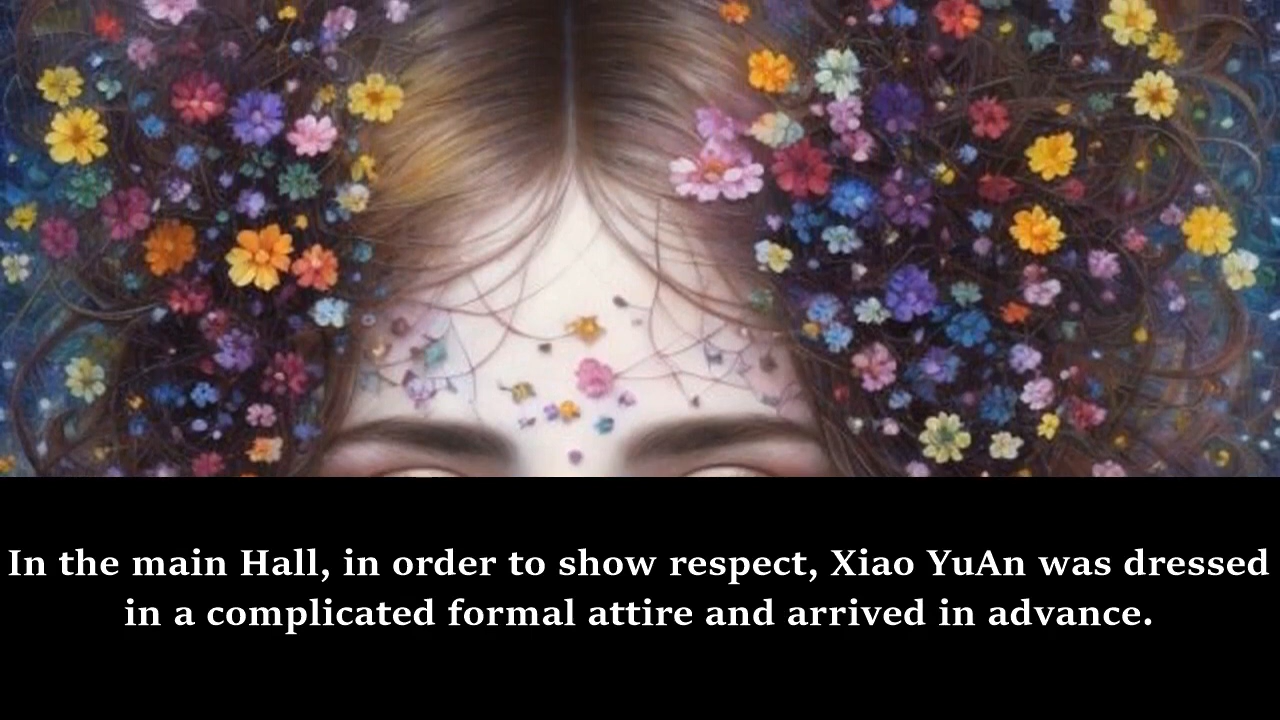 In the main Hall, in order to show respect, Xiao YuAn was dressed
in a complicated formal attire and arrived in advance.